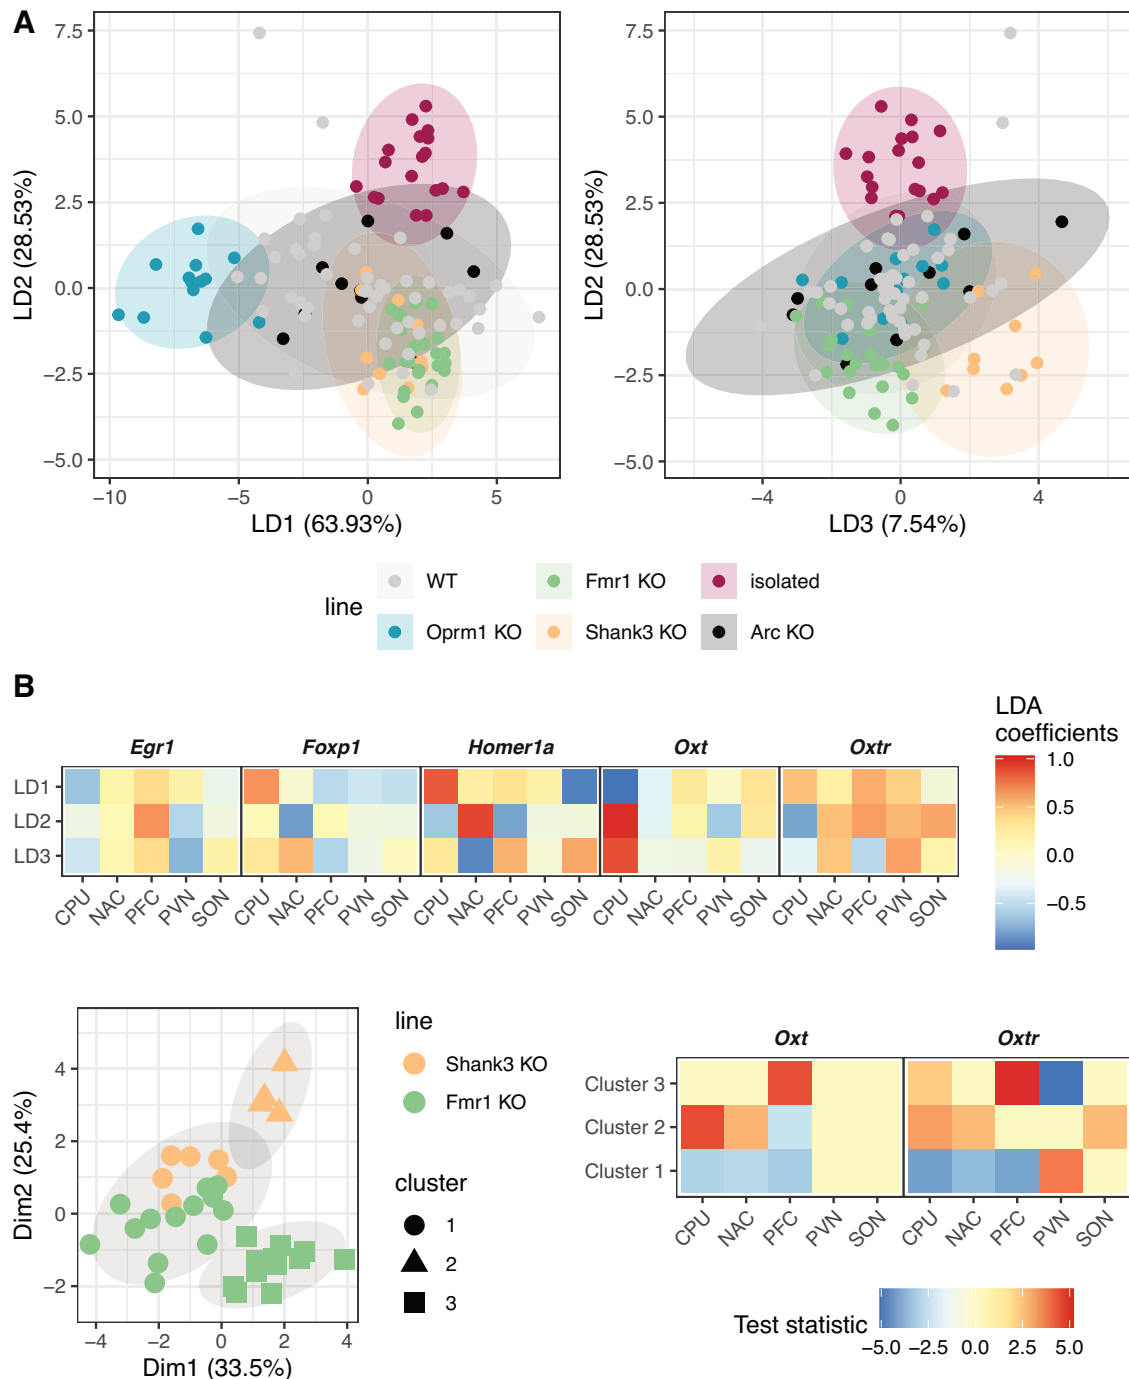 A
7.5
5.0
2.5
0.0
−2.5
−5.0
LD2 (28.53%)
−10
−5
0
5
LD1 (63.93%)
7.5
5.0
2.5
0.0
−2.5
−5.0
LD2 (28.53%)
−4
0
4
LD3 (7.54%)
line
WT
Fmr1 KO
isolated
Oprm1 KO
Shank3 KO
Arc KO
B
Egr1
Foxp1
Homer1a
Oxt
Oxtr
LD1
LD2
LD3
CPU NAC PFC PVN SON CPU NAC PFC PVN SON CPU NAC PFC PVN SON CPU NAC PFC PVN SON CPU NAC PFC PVN SON
LDA
coefficients
1.0
0.5
0.0
−0.5
4
2
0
−2
Dim2 (25.4%)
−4
−2
0
2
4
Dim1 (33.5%)
line
Shank3 KO
Fmr1 KO
cluster
1
2
3
Oxt
Oxtr
Cluster 3
Cluster 2
Cluster 1
CPU NAC PFC PVN SON CPU NAC PFC PVN SON
Test statistic
−5.0 −2.5 0.0 2.5 5.0